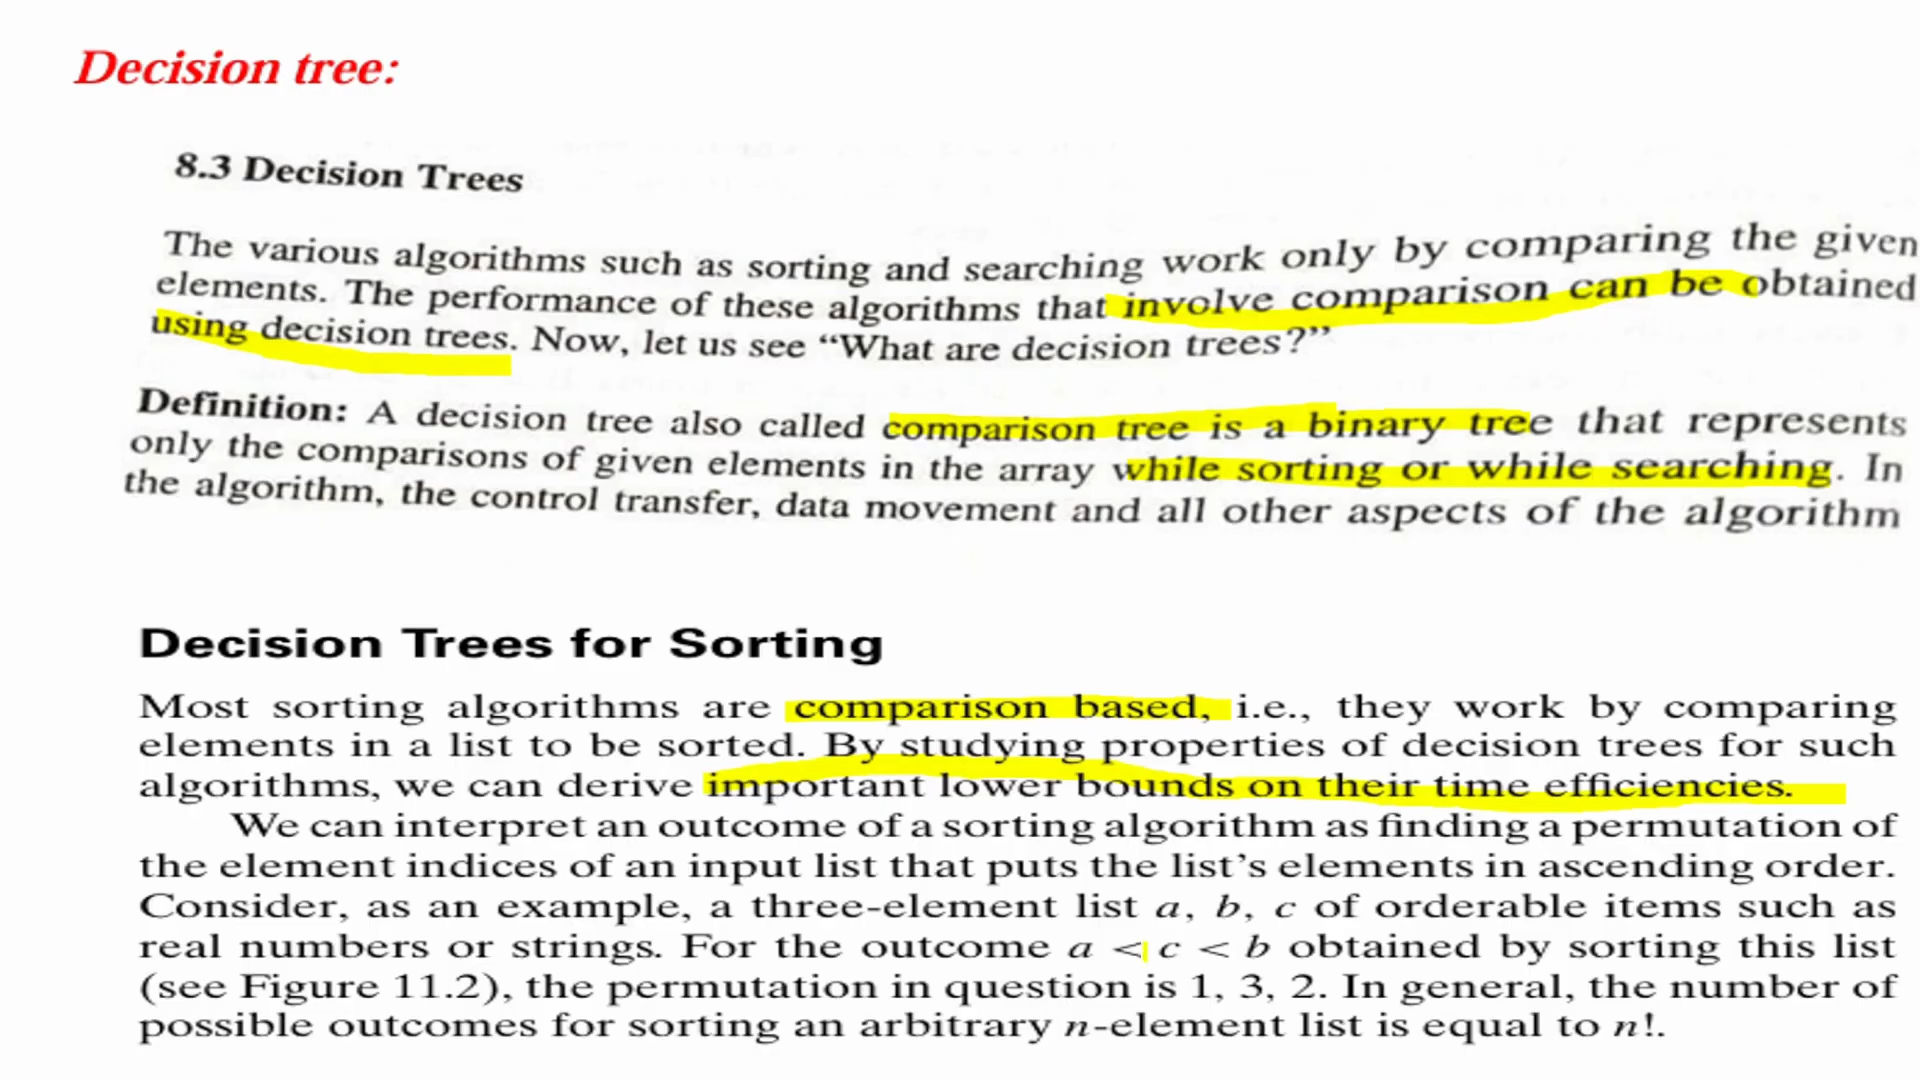 Decision tree:
8.3 Decision Trees
The various algorithms such as sorting and searching work only by comparing the given
elements. The performance of these algorithms that involve comparison can be obtained
using decision trees. Now, let us see “What are decision trees?”
Definition: A decision tree also called comparison tree is a binary tree that represents
only the comparisons of given elements in the array while sorting or while searching. In
the algorithm, the control transfer, data movement and all other aspects of the algorithm
Decision Trees for Sorting
Most sorting algorithms are comparison based, i.e., they work by comparing
elements in a list to be sorted. By studying properties of decision trees for such
algorithms, we can derive important lower bounds on their time efficiencies.
We can interpret an outcome of a sorting algorithm as finding a permutation of
the element indices of an input list that puts the list’s elements in ascending order.
Consider, as an example, a three-element list a, b, c of orderable items such as
real numbers or strings. For the outcome a < c < b obtained by sorting this list
(see Figure 11.2), the permutation in question is 1, 3, 2. In general, the number of
possible outcomes for sorting an arbitrary n-element list is equal to n!.